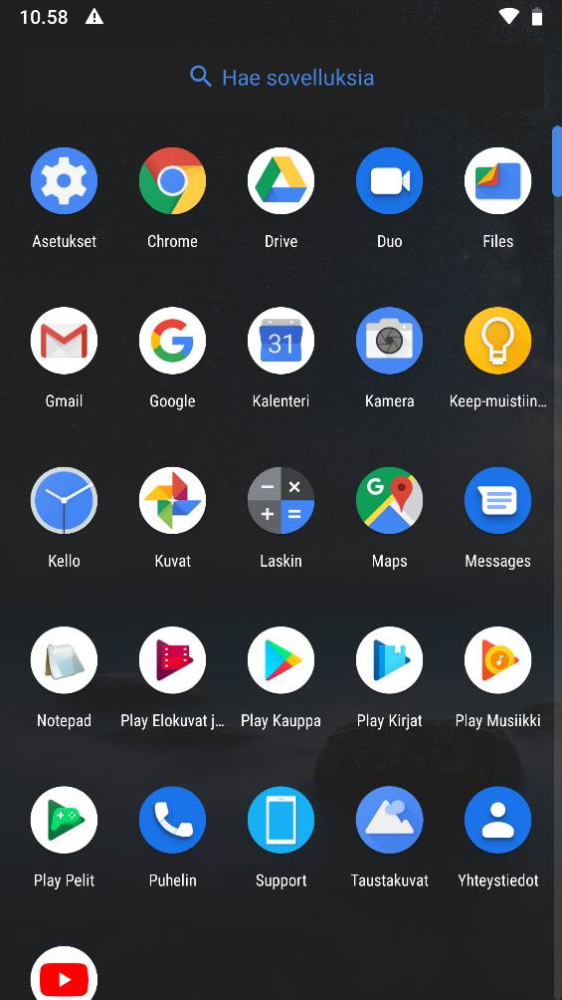 10.58
Hae sovelluksia
Asetukset Chrome Drive Duo Files
31
Gmail Google Kalenteri Kamera Keep-muistiin...
G
Kello Kuvat Laskin Maps Messages
Notepad Play Elokuvat j... Play Kauppa Play Kirjat Play Musiikki
Play Pelit Puhelin Support Taustakuvat Yhteystiedot